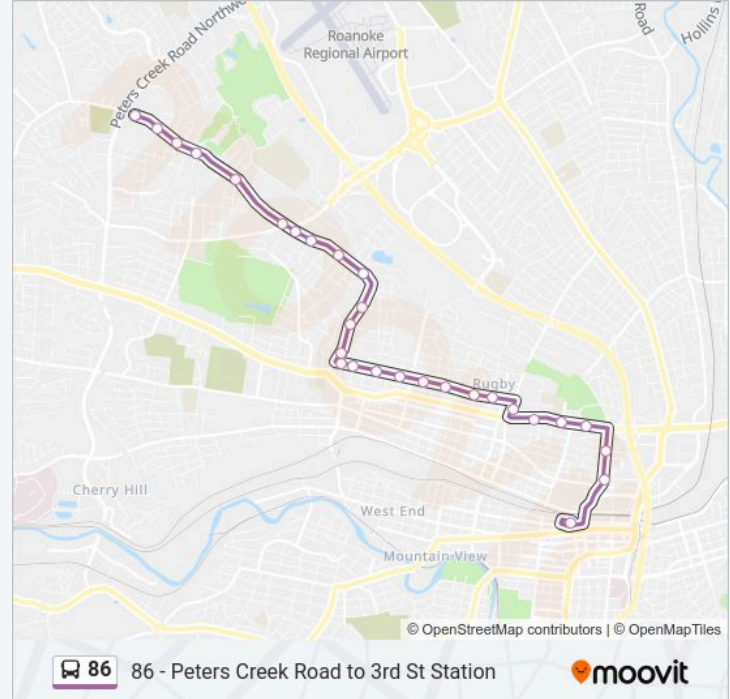 Peters Creek Road Northwe
Roanoke
Regional Airport
Road
Hollins
Rugby
Cherry Hill
West End
Mountain View
© OpenStreetMap contributors | © OpenMapTiles
86
86 - Peters Creek Road to 3rd St Station
moovit